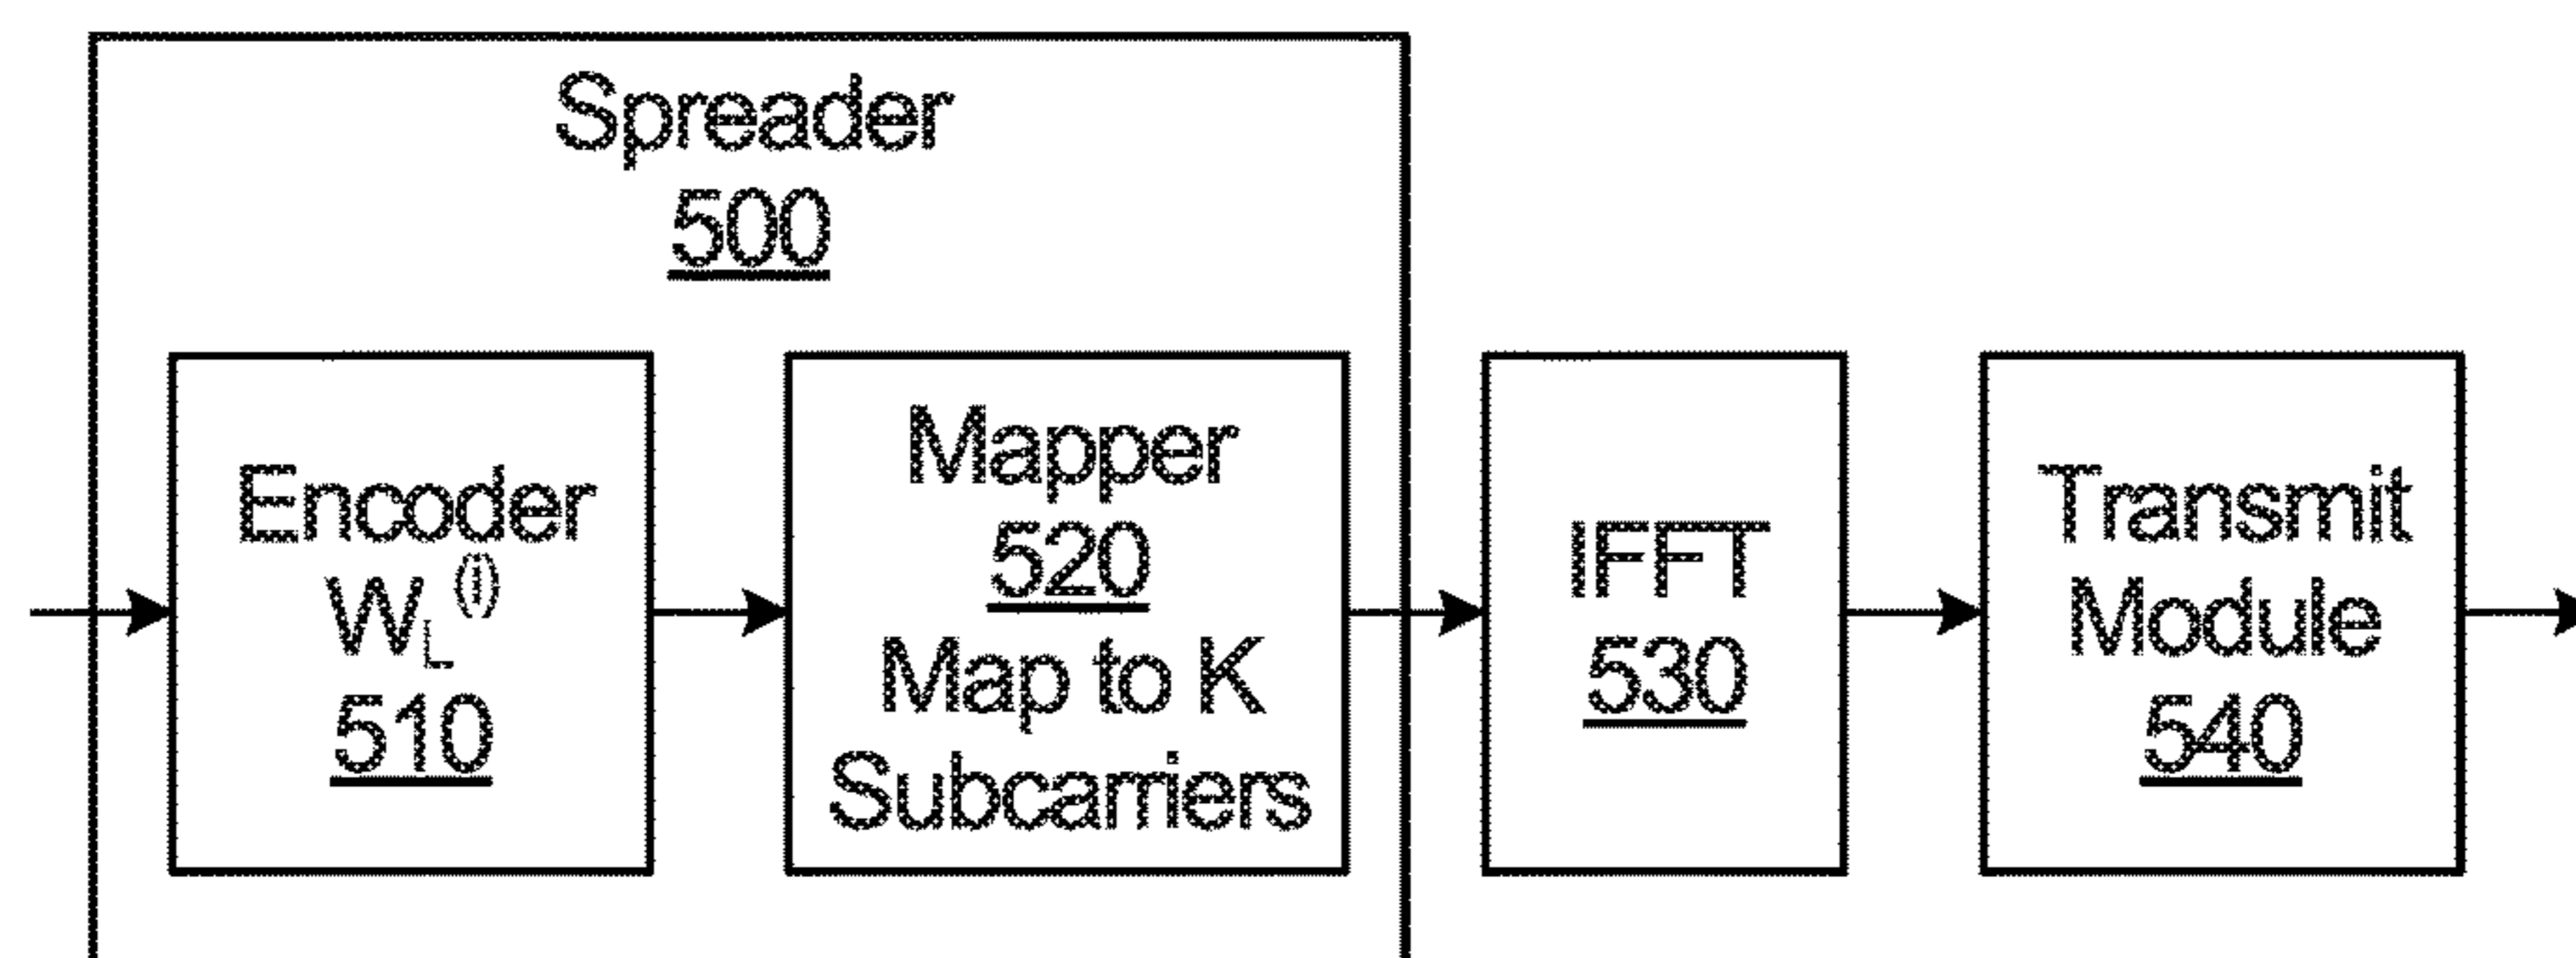 Spreader
500
Encoder
W_L^(i)
510
Mapper
520
Map to K
Subcarriers
IFFT
530
Transmit
Module
540